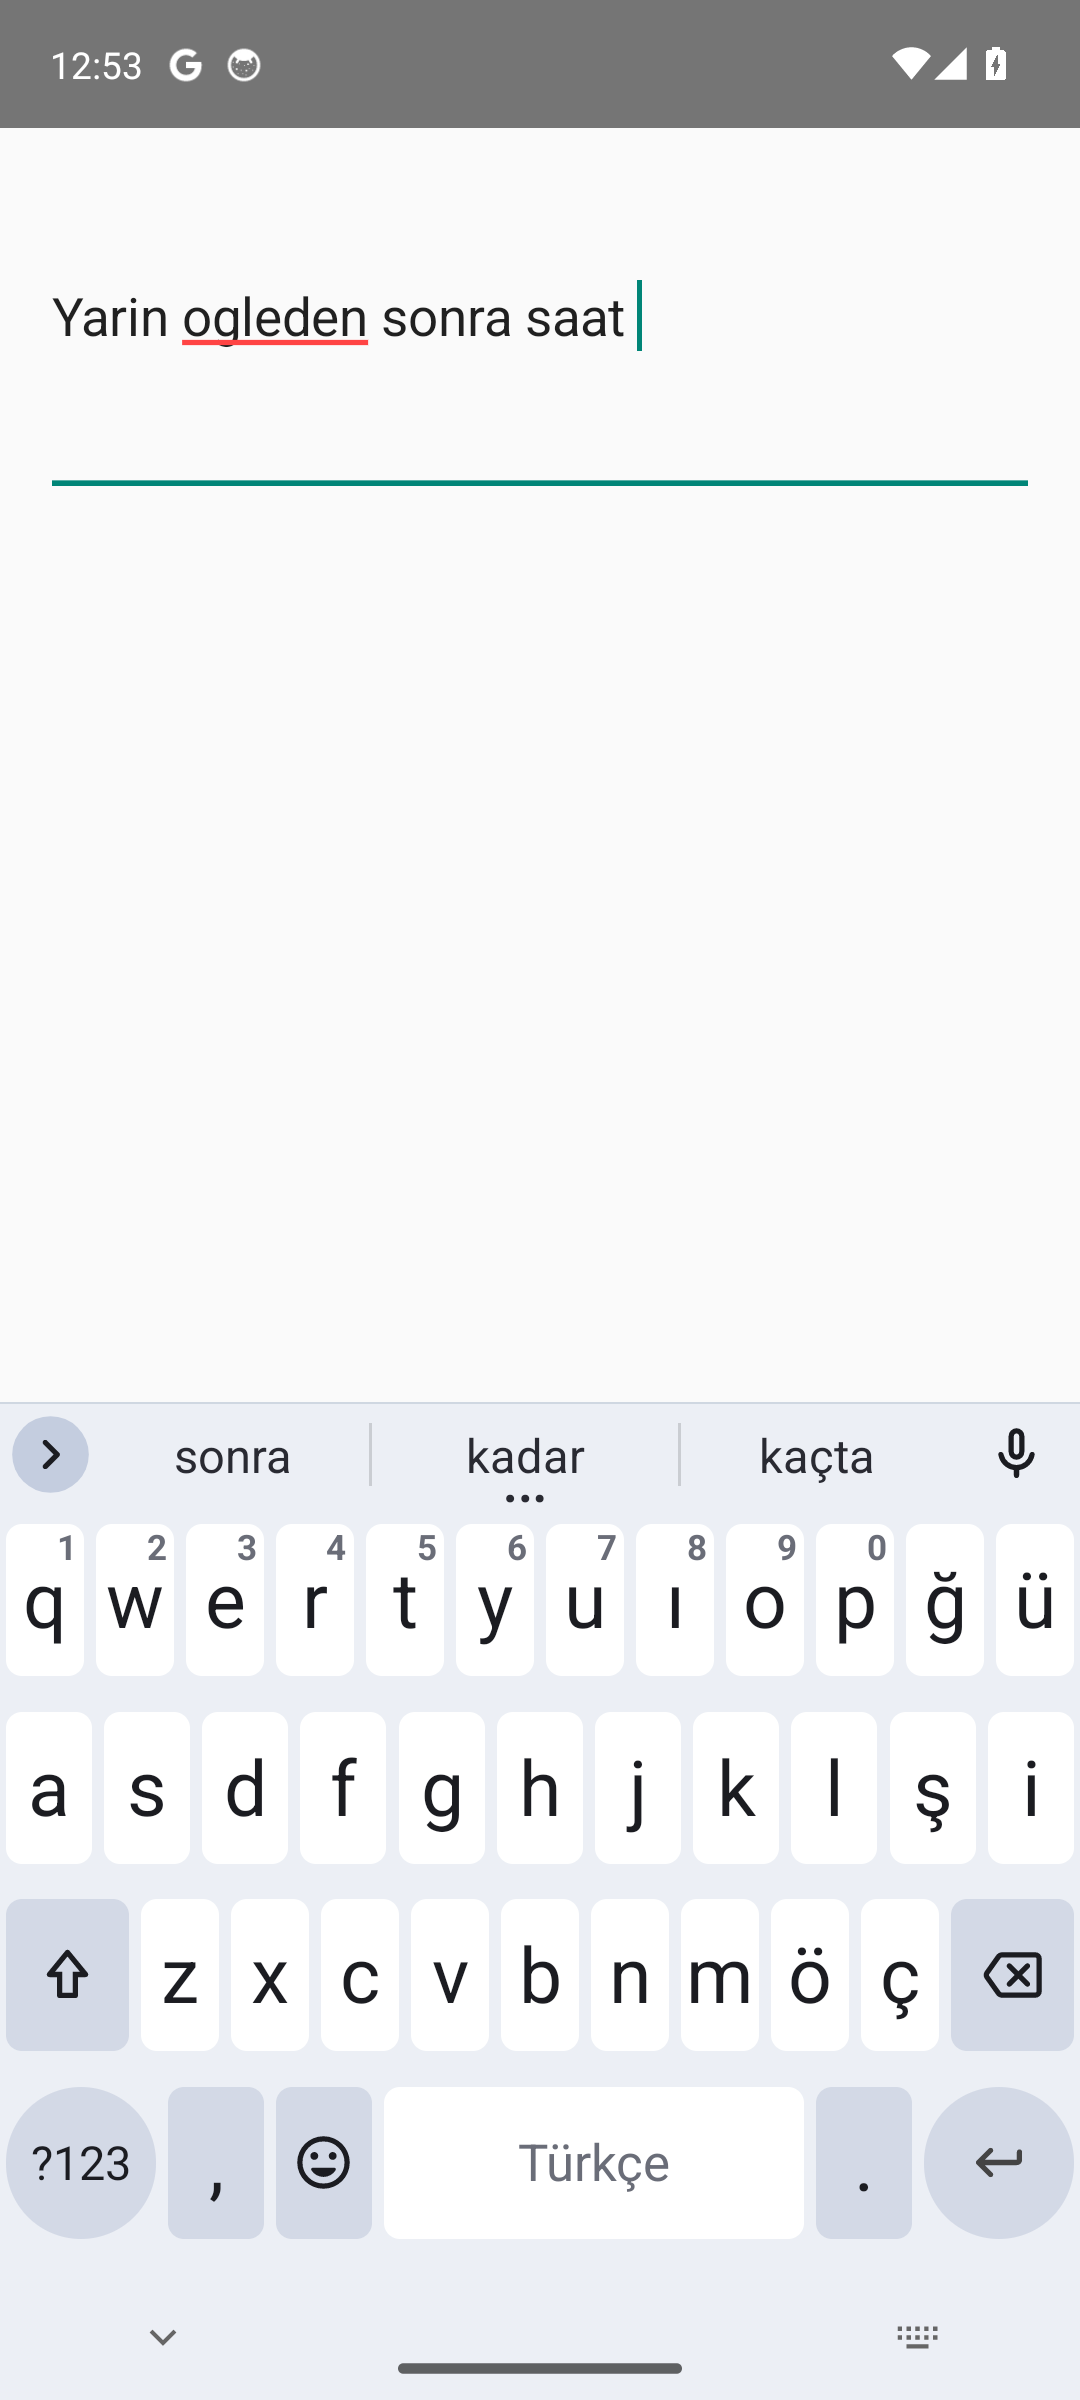 12:53
Yarin ogleden sonra saat
sonra kadar kaçta
1 2 3 4 5 6 7 8 9 0
q w e r t y u ı o p ğ ü
a s d f g h j k l ş i
z x c v b n m ö ç
?123 , Türkçe .